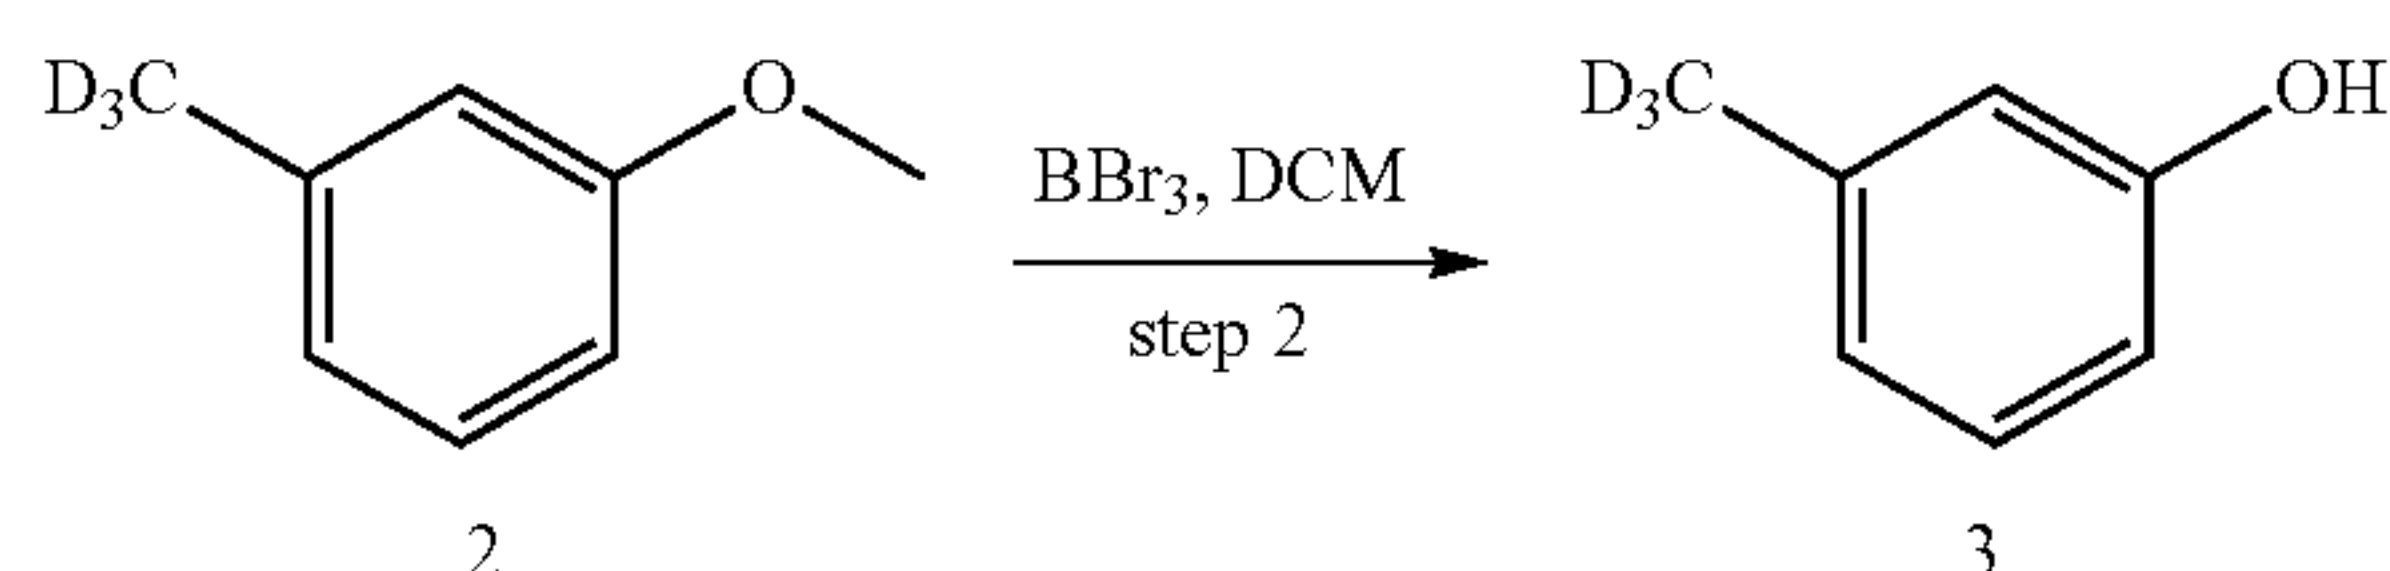 D₃C
O
BBr₃, DCM
step 2
D₃C
OH
2
3